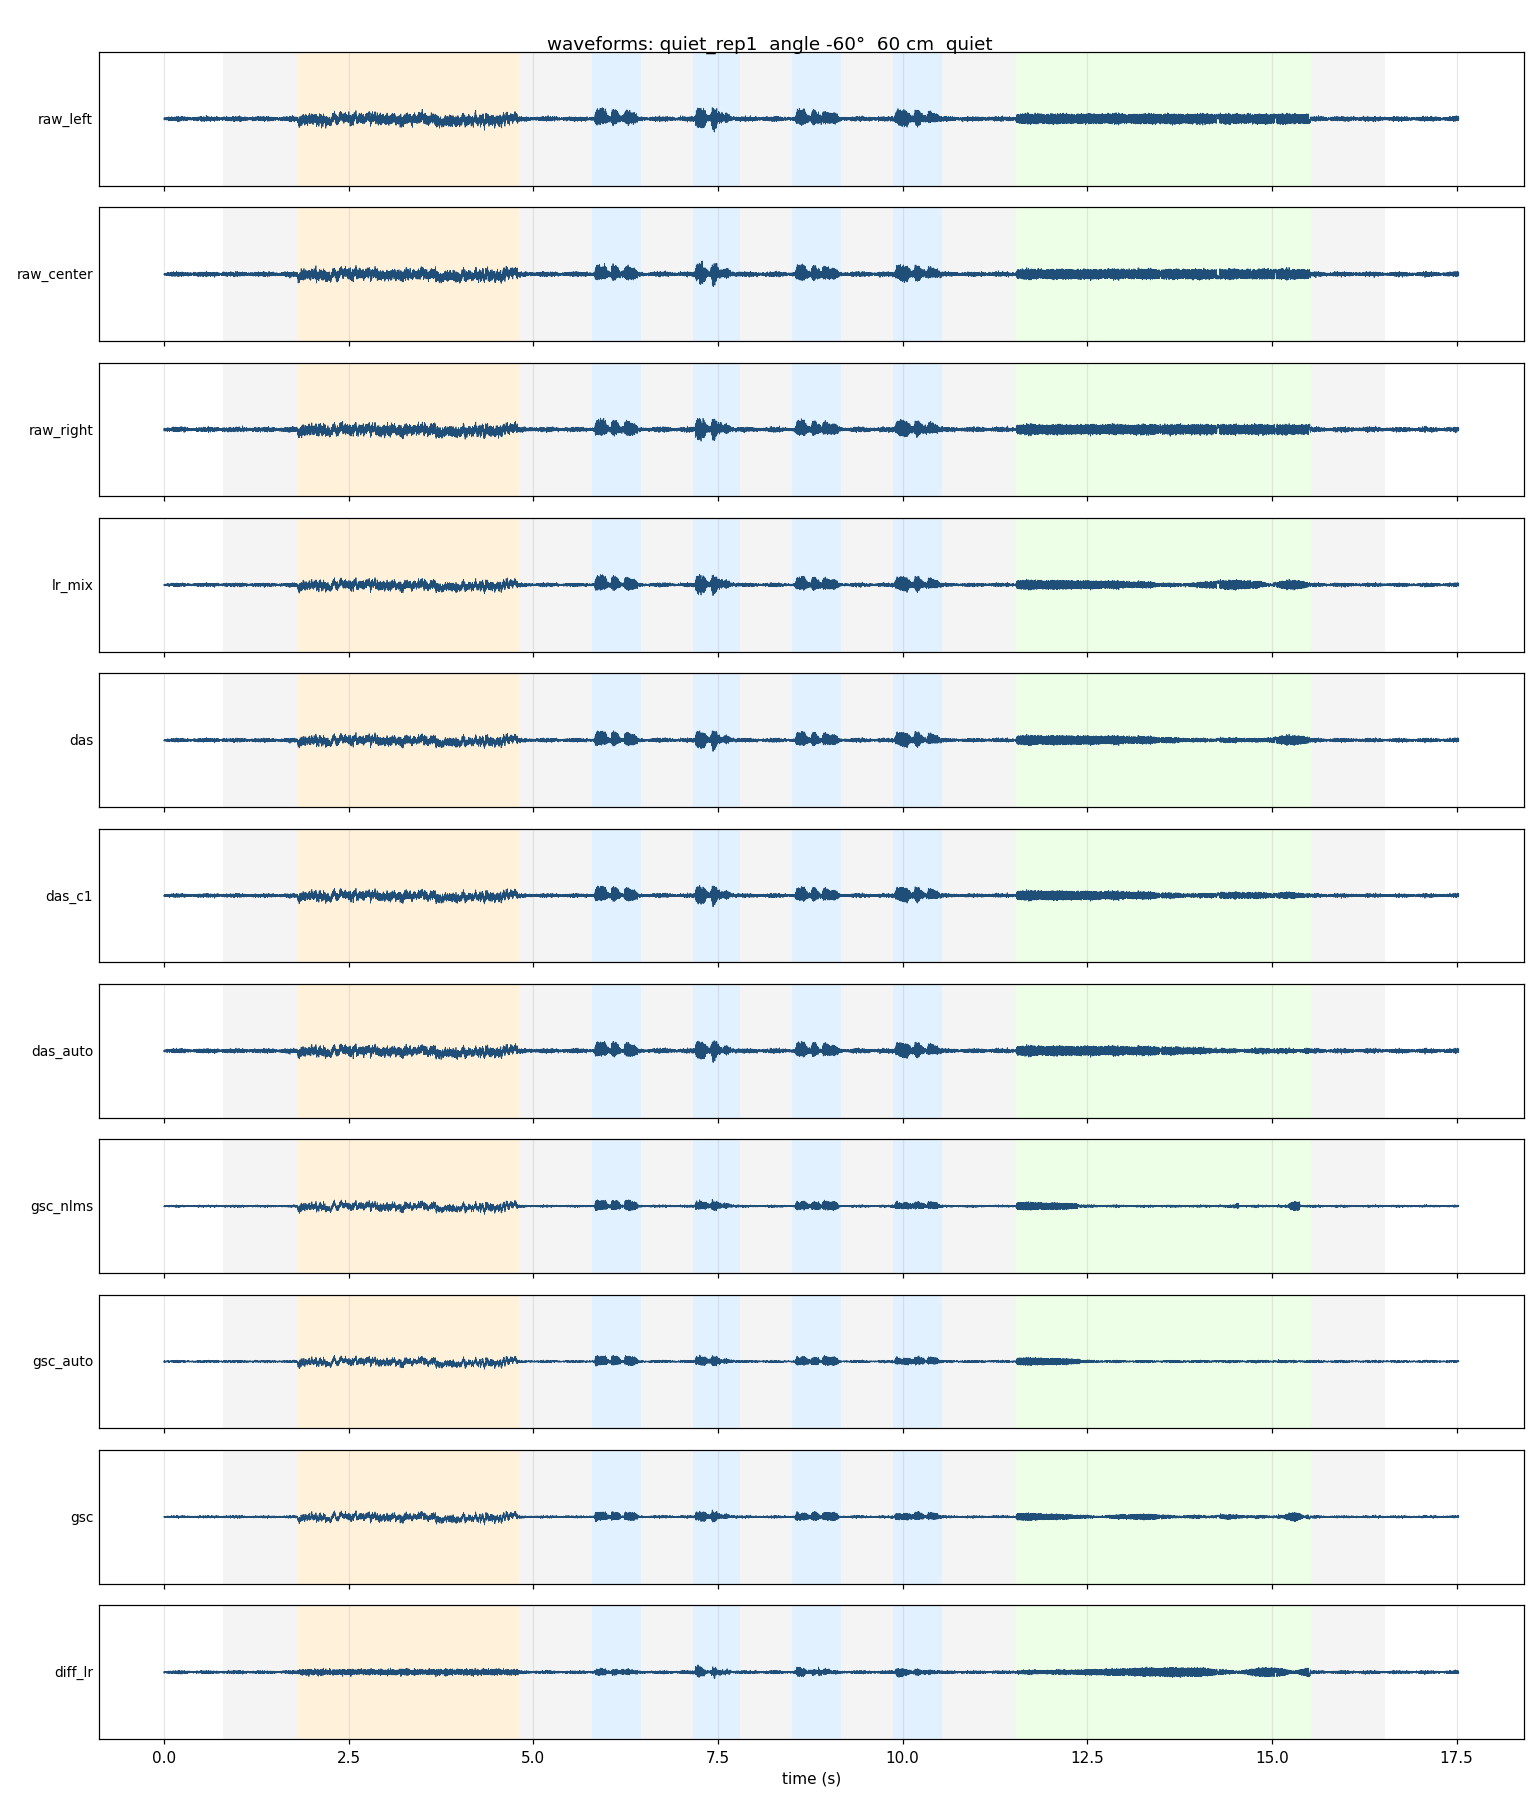 waveforms: quiet_rep1  angle -60°  60 cm  quiet
raw_left
raw_center
raw_right
lr_mix
das
das_c1
das_auto
gsc_nlms
gsc_auto
gsc
diff_lr
0.0 2.5 5.0 7.5 10.0 12.5 15.0 17.5
time (s)